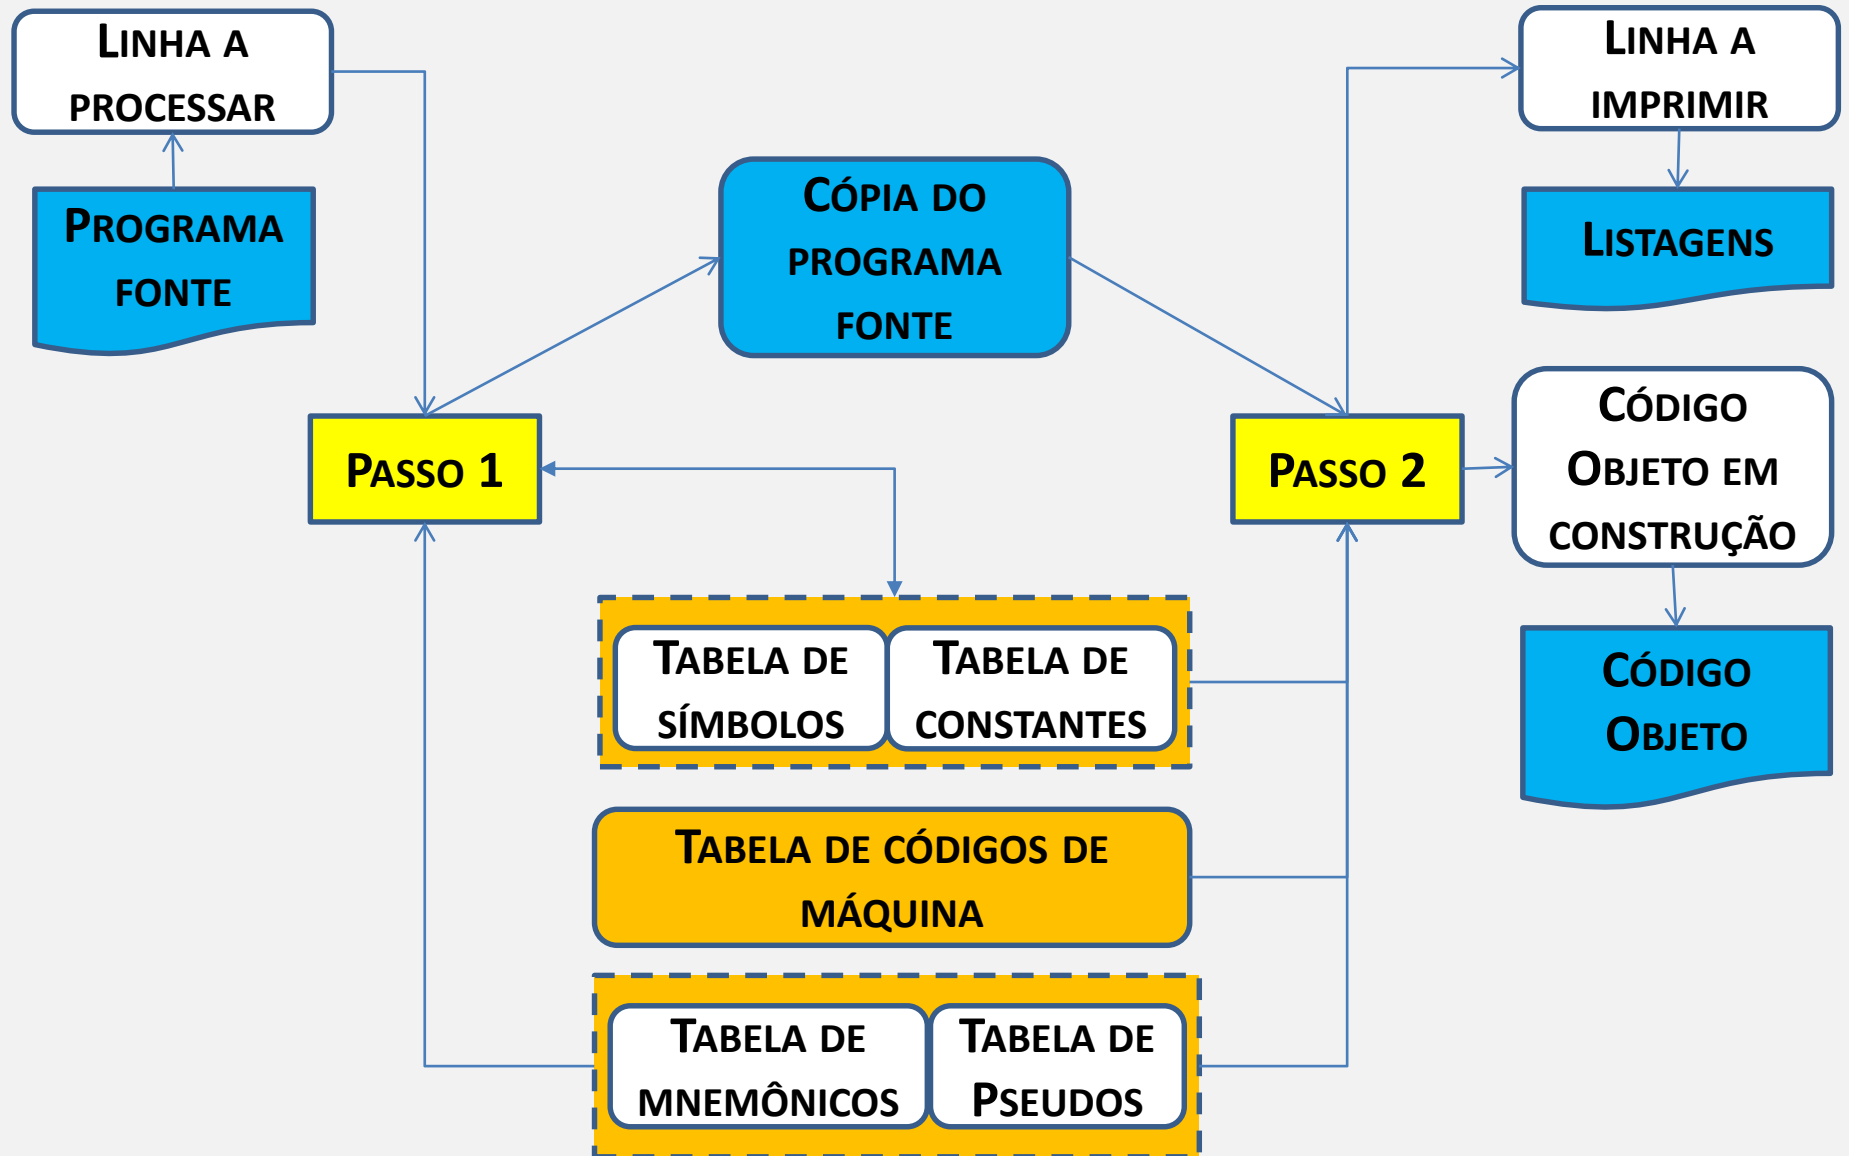 LINHA A
PROCESSAR
PROGRAMA
FONTE
CÓPIA DO
PROGRAMA
FONTE
LINHA A
IMPRIMIR
LISTAGENS
PASSO 1
PASSO 2
CÓDIGO
OBJETO EM
CONSTRUÇÃO
CÓDIGO
OBJETO
TABELA DE
SÍMBOLOS
TABELA DE
CONSTANTES
TABELA DE CÓDIGOS DE
MÁQUINA
TABELA DE
MNEMÔNICOS
TABELA DE
PSEUDOS